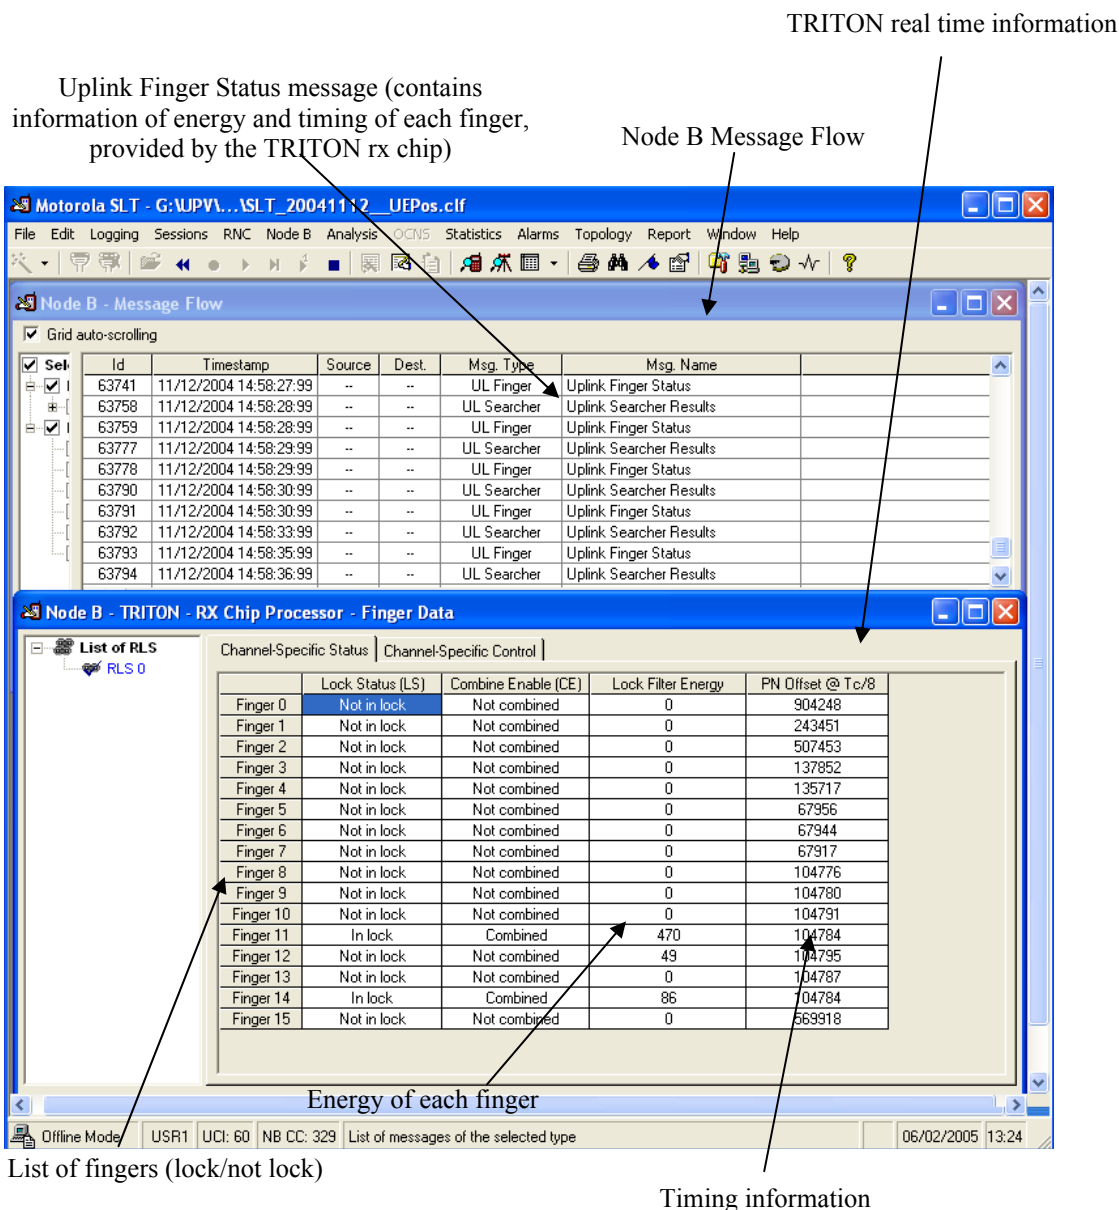 TRITON real time information
Uplink Finger Status message (contains
information of energy and timing of each finger,
provided by the TRITON rx chip)
Node B Message Flow
Motorola SLT - G:\UPV\...\SLT_20041112__UEPos.clf
File Edit Logging Sessions RNC Node B Analysis OCNS Statistics Alarms Topology Report Window Help
Node B - Message Flow
Grid auto-scrolling
Id Timestamp Source Dest. Msg. Type Msg. Name
63741 11/12/2004 14:58:27:99 -- -- UL Finger Uplink Finger Status
63758 11/12/2004 14:58:28:99 -- -- UL Searcher Uplink Searcher Results
63759 11/12/2004 14:58:28:99 -- -- UL Finger Uplink Finger Status
63777 11/12/2004 14:58:29:99 -- -- UL Searcher Uplink Searcher Results
63778 11/12/2004 14:58:29:99 -- -- UL Finger Uplink Finger Status
63790 11/12/2004 14:58:30:99 -- -- UL Searcher Uplink Searcher Results
63791 11/12/2004 14:58:30:99 -- -- UL Finger Uplink Finger Status
63792 11/12/2004 14:58:33:99 -- -- UL Searcher Uplink Searcher Results
63793 11/12/2004 14:58:35:99 -- -- UL Finger Uplink Finger Status
63794 11/12/2004 14:58:36:99 -- -- UL Searcher Uplink Searcher Results
Node B - TRITON - RX Chip Processor - Finger Data
List of RLS
RLS 0
Channel-Specific Status Channel-Specific Control
Lock Status (LS) Combine Enable (CE) Lock Filter Energy PN Offset @ Tc/8
Finger 0 Not in lock Not combined 0 904248
Finger 1 Not in lock Not combined 0 243451
Finger 2 Not in lock Not combined 0 507453
Finger 3 Not in lock Not combined 0 137852
Finger 4 Not in lock Not combined 0 135717
Finger 5 Not in lock Not combined 0 67956
Finger 6 Not in lock Not combined 0 67944
Finger 7 Not in lock Not combined 0 67917
Finger 8 Not in lock Not combined 0 104776
Finger 9 Not in lock Not combined 0 104780
Finger 10 Not in lock Not combined 0 104791
Finger 11 In lock Combined 470 104784
Finger 12 Not in lock Not combined 49 104795
Finger 13 Not in lock Not combined 0 104787
Finger 14 In lock Combined 86 104784
Finger 15 Not in lock Not combined 0 569918
Energy of each finger
Offline Mode USR1 UCI: 60 NB CC: 329 List of messages of the selected type 06/02/2005 13:24
List of fingers (lock/not lock)
Timing information